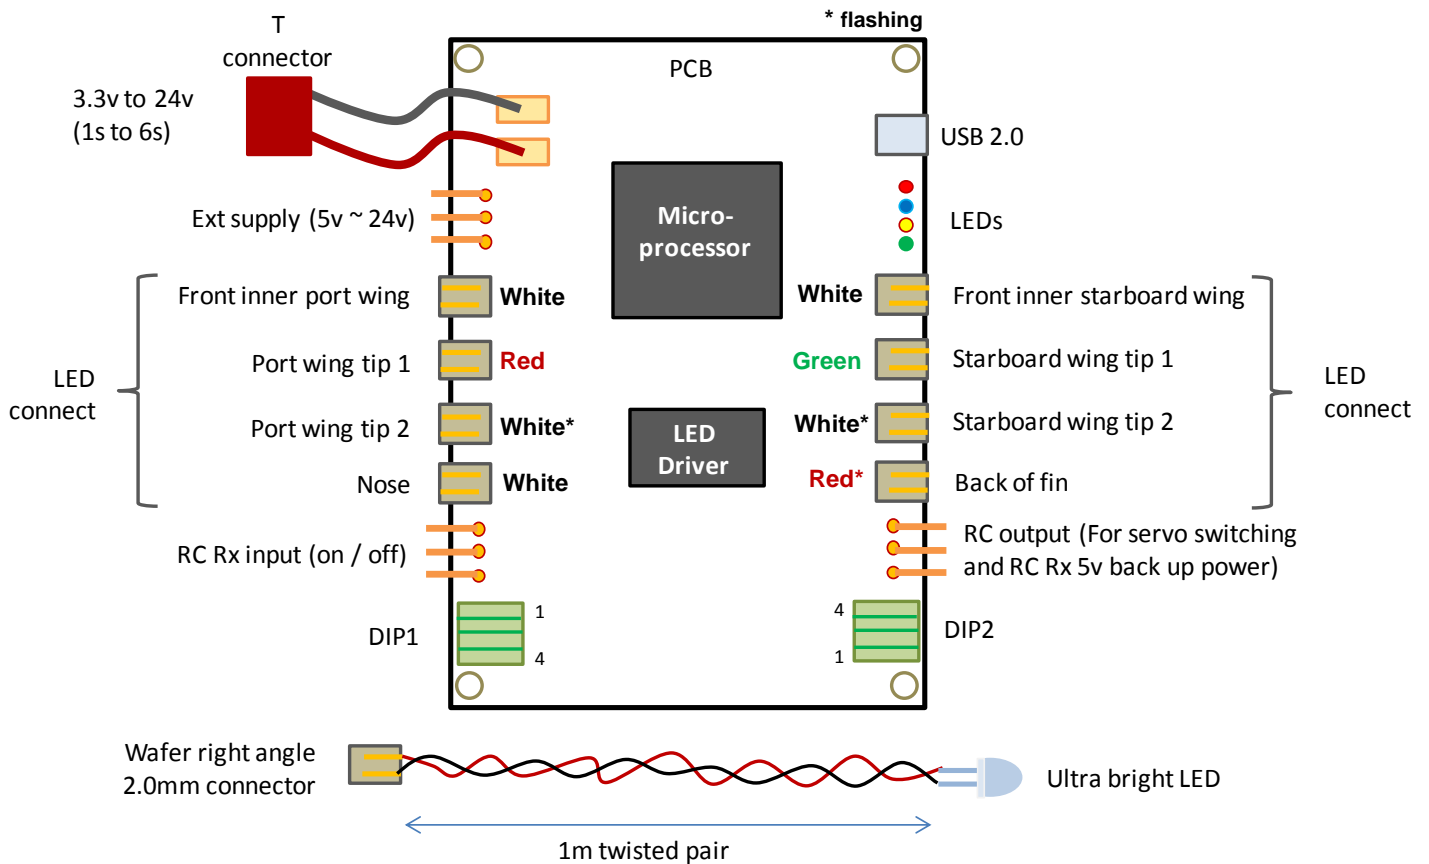 * flashing
T
connector
PCB
3.3v to 24v
(1s to 6s)
USB 2.0
Micro-
processor
LEDs
Ext supply (5v ~ 24v)
Front inner port wing
White
White
Front inner starboard wing
Port wing tip 1
Red
Green
Starboard wing tip 1
LED
connect
LED
connect
Port wing tip 2
White*
LED
Driver
White*
Starboard wing tip 2
Nose
White
Red*
Back of fin
RC Rx input (on / off)
RC output (For servo switching
and RC Rx 5v back up power)
DIP1
1
4
4
1
DIP2
Wafer right angle
2.0mm connector
Ultra bright LED
1m twisted pair